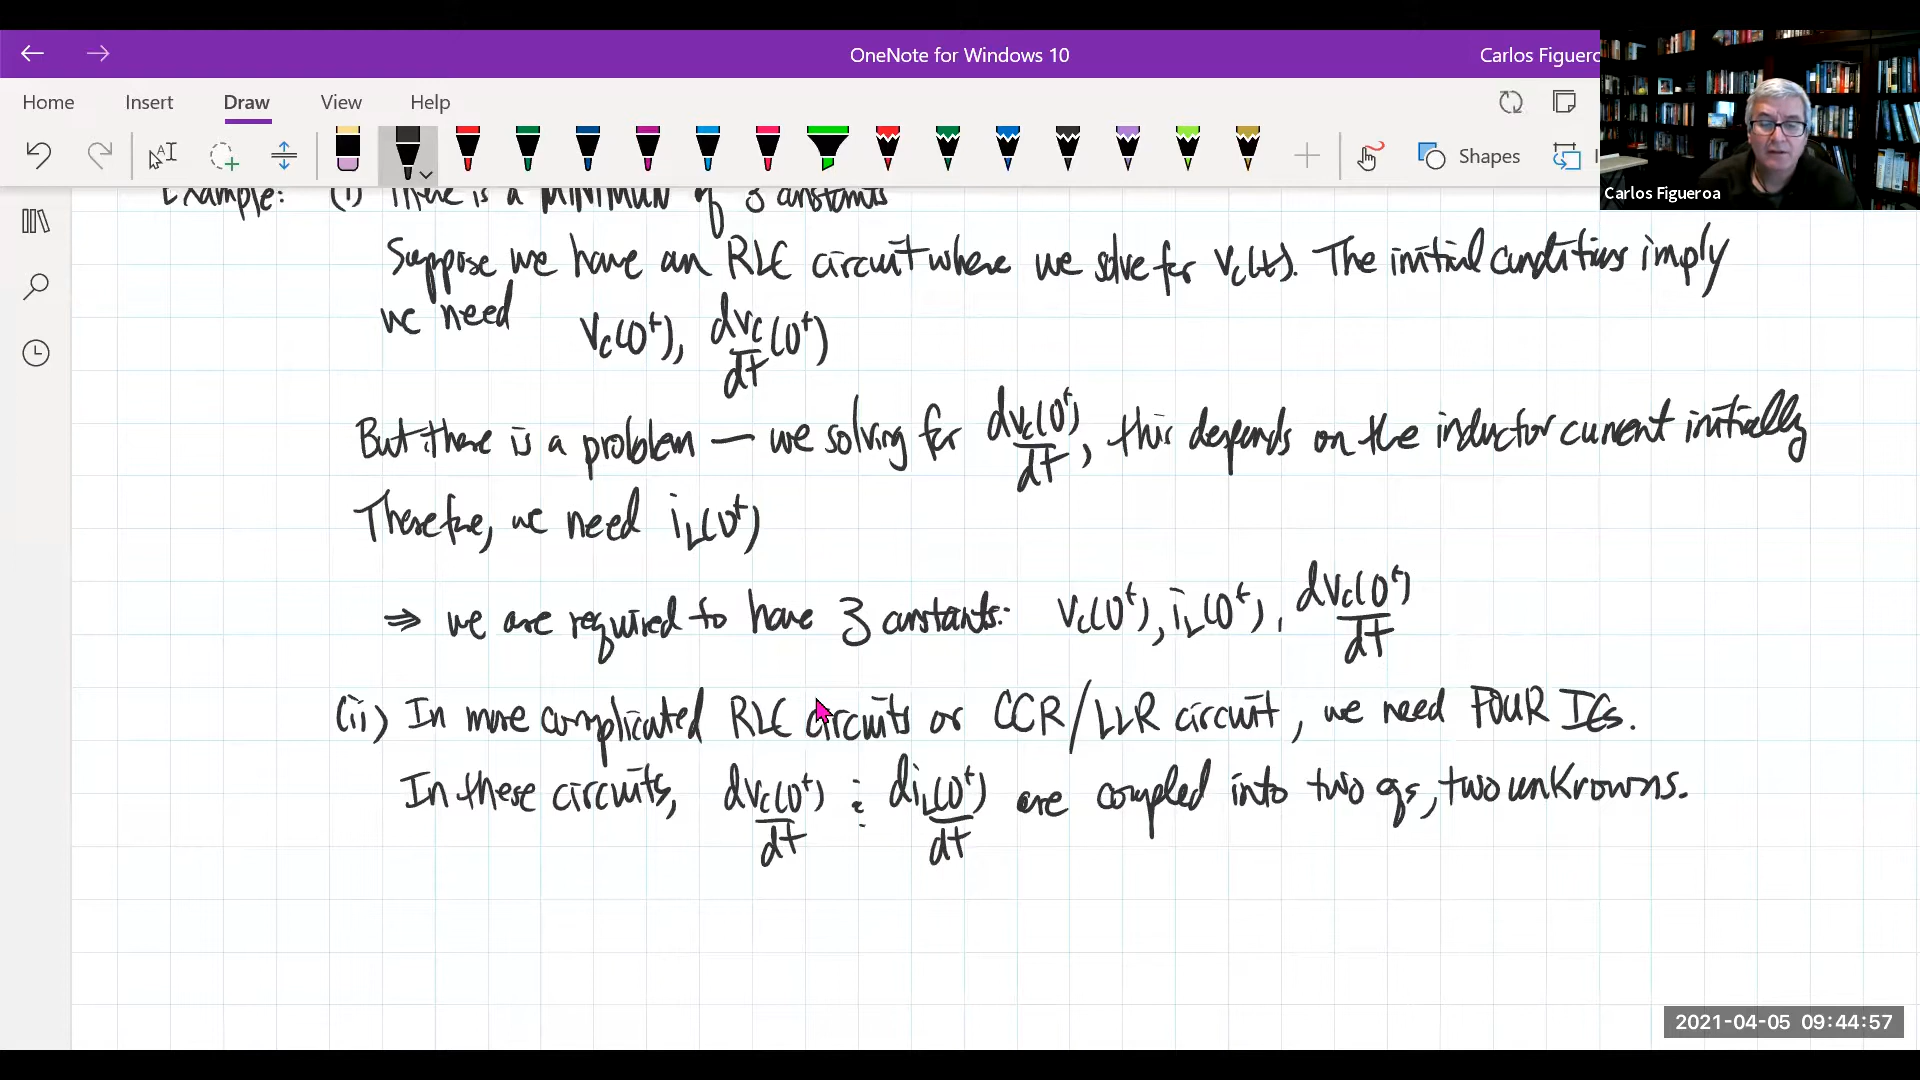 OneNote for Windows 10
Carlos Figuero
Home Insert Draw View Help
Shapes
Carlos Figueroa
Example: (i) There is a MINIMUM of 3 constants
Suppose we have an RLC circuit where we solve for Vc(t). The initial conditions imply
we need Vc(0⁺), dvc/dt(0⁺)
But there is a problem — we solving for dvc(0⁺)/dt, this depends on the inductor current initially
Therefore, we need iL(0⁺)
⇒ we are required to have 3 constants: Vc(0⁺), iL(0⁺), dvc(0⁺)/dt
(ii) In more complicated RLC circuits or CCR/LLR circuit, we need FOUR ICs.
In these circuits, dvc(0⁺)/dt & diL(0⁺)/dt are coupled into two eqs, two unknowns.
2021-04-05 09:44:57